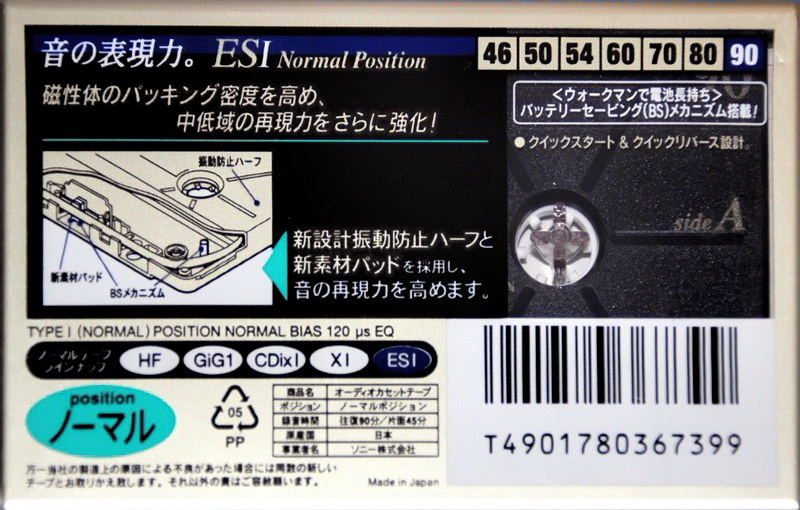 音の表現力。ESI Normal Position
46 50 54 60 70 80 90
磁性体のパッキング密度を高め、
中低域の再現力をさらに強化!
<ウォークマンで電池長持ち>
バッテリーセービング(BS)メカニズム搭載!
●クイックスタート&クイックリバース設計。
振動防止ハーフ
新素材パッド
BSメカニズム
新設計振動防止ハーフと
新素材パッドを採用し、
音の再現力を高めます。
side A
TYPE I (NORMAL) POSITION NORMAL BIAS 120 μs EQ
ノーマルテープ
ラインナップ
HF GiG1 CDixI XI ESI
position
ノーマル
05
PP
商品名 オーディオカセットテープ
ポジション ノーマルポジション
録音時間 往復90分/片面45分
原産国 日本
事業者名 ソニー株式会社
T4901780367399
万一当社の製造上の原因による不良があった場合には同数の新しい
テープとお取りかえ致します。それ以外の責はご容赦願います。
Made in Japan